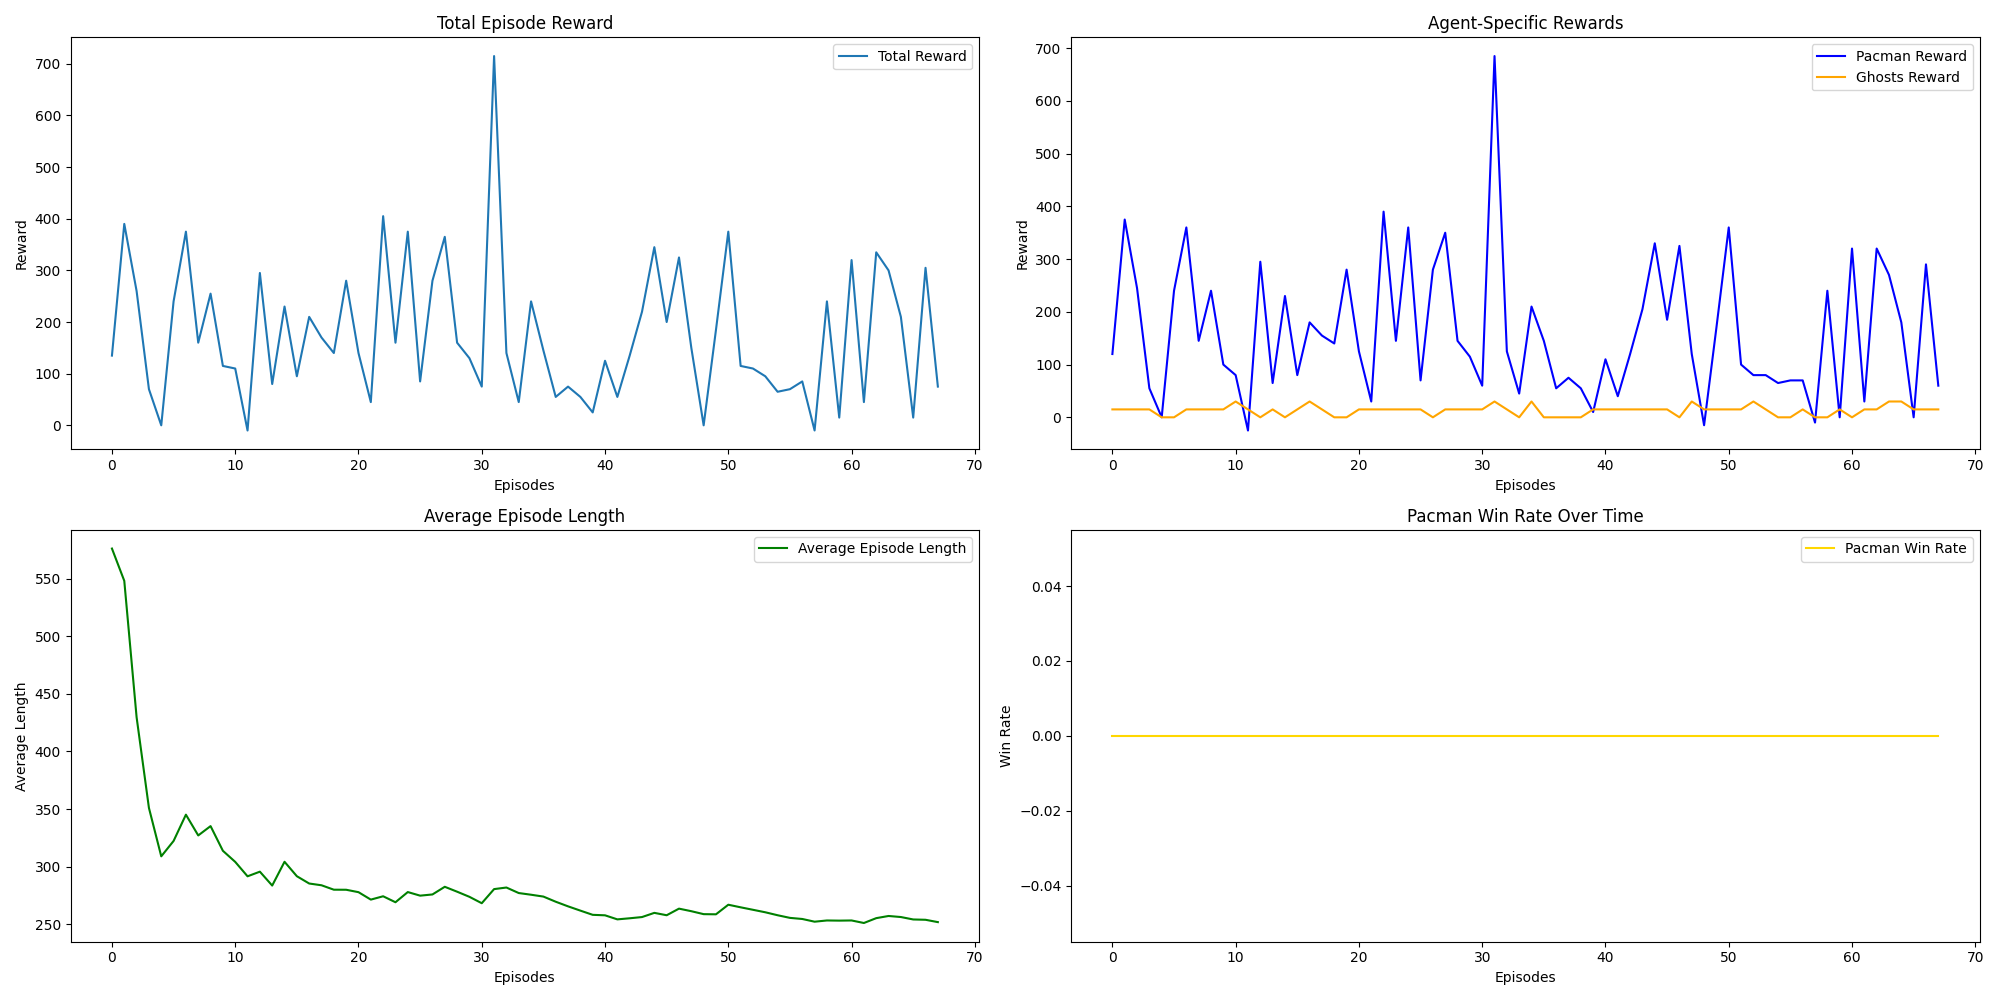 Total Episode Reward
Total Reward
700
600
500
400
300
200
100
0
Reward
0 10 20 30 40 50 60 70
Episodes
Agent-Specific Rewards
Pacman Reward
Ghosts Reward
700
600
500
400
300
200
100
0
Reward
0 10 20 30 40 50 60 70
Episodes
Average Episode Length
Average Episode Length
550
500
450
400
350
300
250
Average Length
0 10 20 30 40 50 60 70
Episodes
Pacman Win Rate Over Time
Pacman Win Rate
0.04
0.02
0.00
−0.02
−0.04
Win Rate
0 10 20 30 40 50 60 70
Episodes